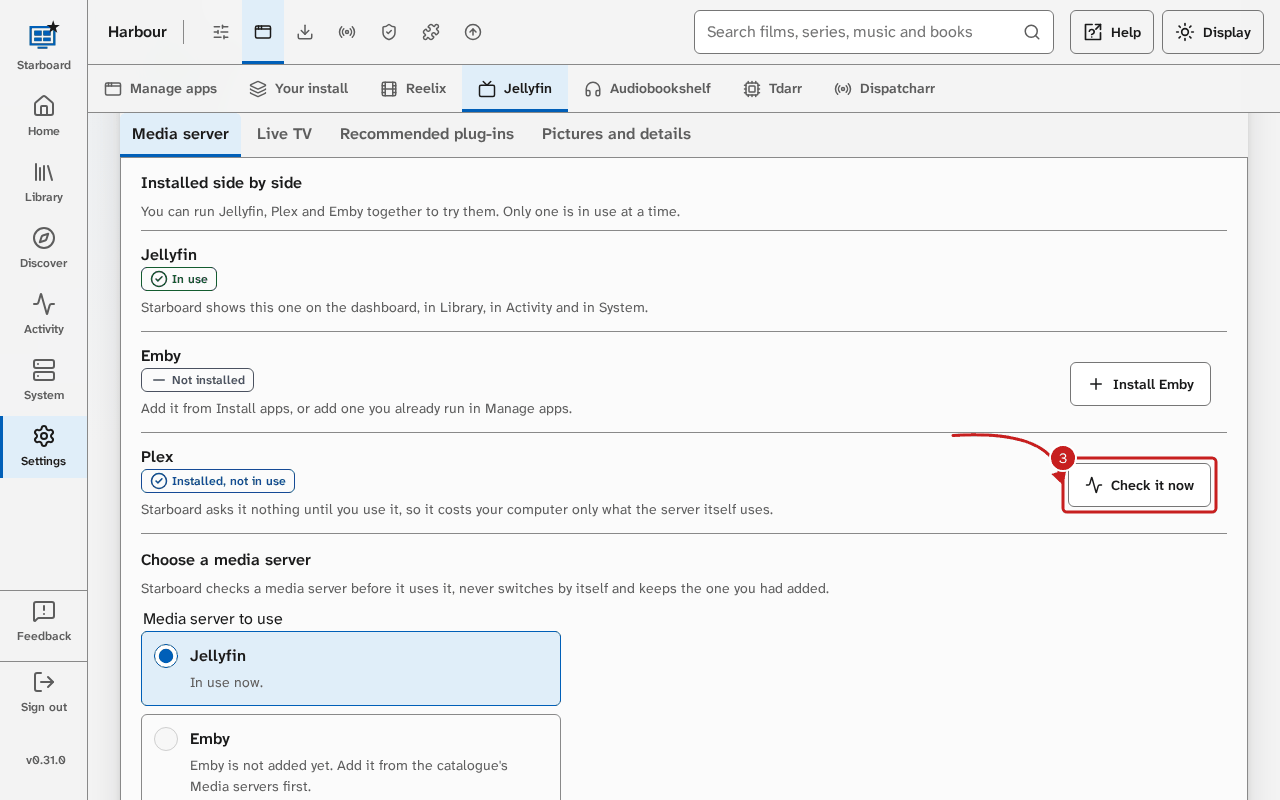 Starboard
Home
Library
Discover
Activity
System
Settings
Feedback
Sign out
v0.31.0
Harbour
Search films, series, music and books
Help
Display
Manage apps
Your install
Reelix
Jellyfin
Audiobookshelf
Tdarr
Dispatcharr
Media server
Live TV
Recommended plug-ins
Pictures and details
Installed side by side
You can run Jellyfin, Plex and Emby together to try them. Only one is in use at a time.
Jellyfin
In use
Starboard shows this one on the dashboard, in Library, in Activity and in System.
Emby
Not installed
Add it from Install apps, or add one you already run in Manage apps.
Install Emby
Plex
Installed, not in use
Starboard asks it nothing until you use it, so it costs your computer only what the server itself uses.
3
Check it now
Choose a media server
Starboard checks a media server before it uses it, never switches by itself and keeps the one you had added.
Media server to use
Jellyfin
In use now.
Emby
Emby is not added yet. Add it from the catalogue's
Media servers first.